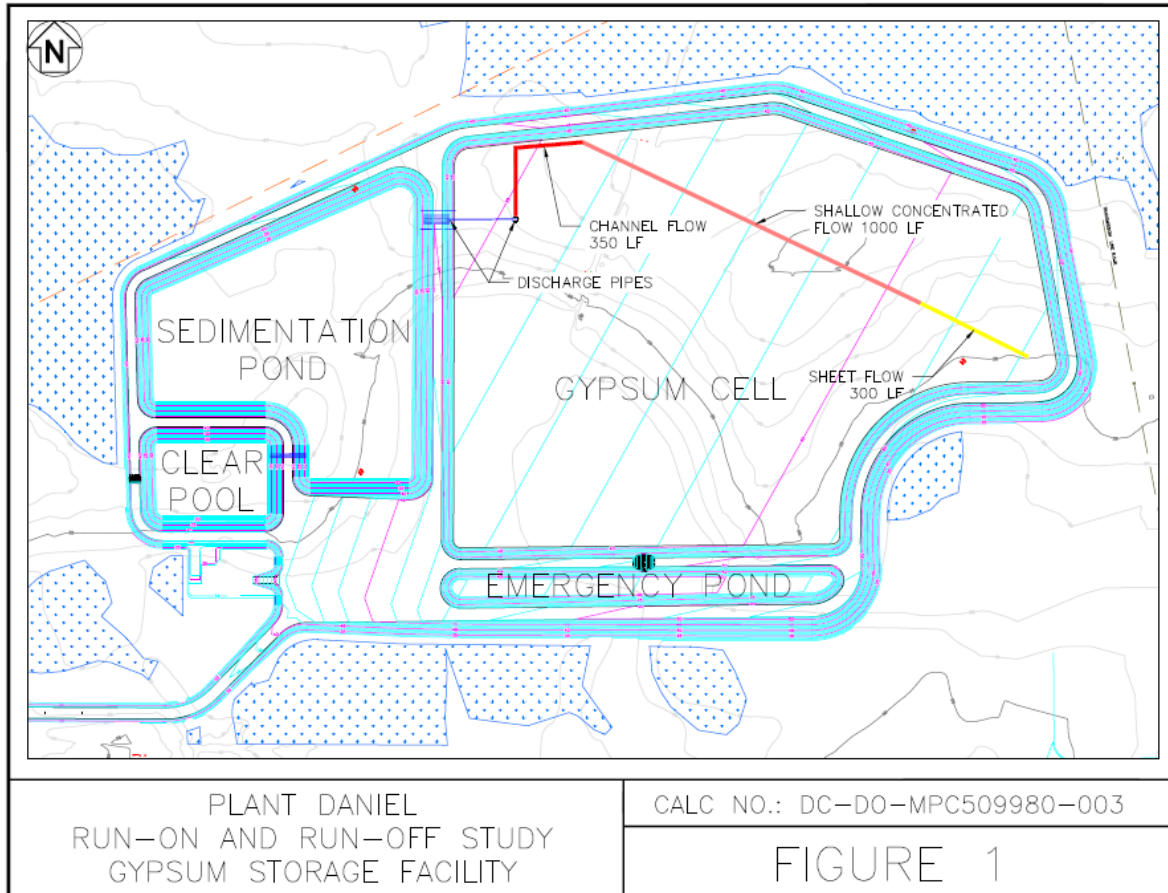 N
CHANNEL FLOW
350 LF
SHALLOW CONCENTRATED
FLOW 1000 LF
DISCHARGE PIPES
SEDIMENTATION
POND
GYPSUM CELL
SHEET FLOW
300 LF
CLEAR
POOL
EMERGENCY POND
PLANT DANIEL
RUN-ON AND RUN-OFF STUDY
GYPSUM STORAGE FACILITY
CALC NO.: DC-DO-MPC509980-003
FIGURE 1